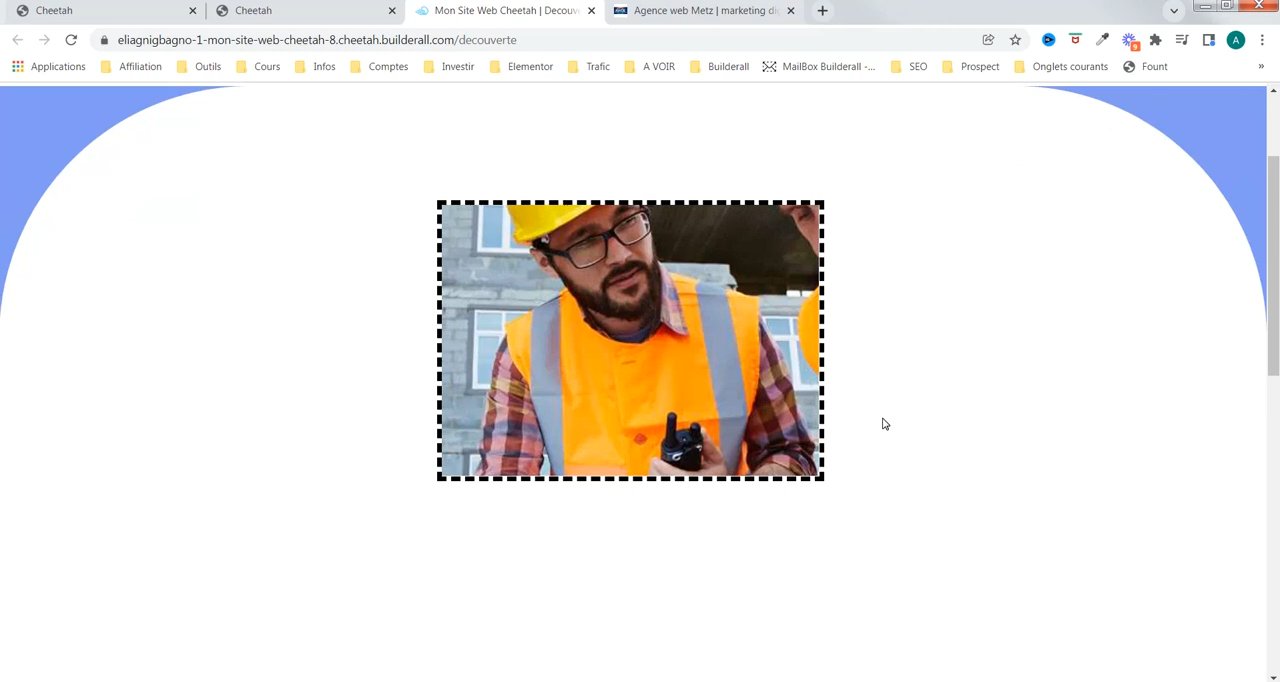 Cheetah
Cheetah
Mon Site Web Cheetah | Decouv
Agence web Metz | marketing di
eliagnigbagno-1-mon-site-web-cheetah-8.cheetah.builderall.com/decouverte
9
A
Applications
Affiliation
Outils
Cours
Infos
Comptes
Investir
Elementor
Trafic
A VOIR
Builderall
MailBox Builderall -...
SEO
Prospect
Onglets courants
Fount
»